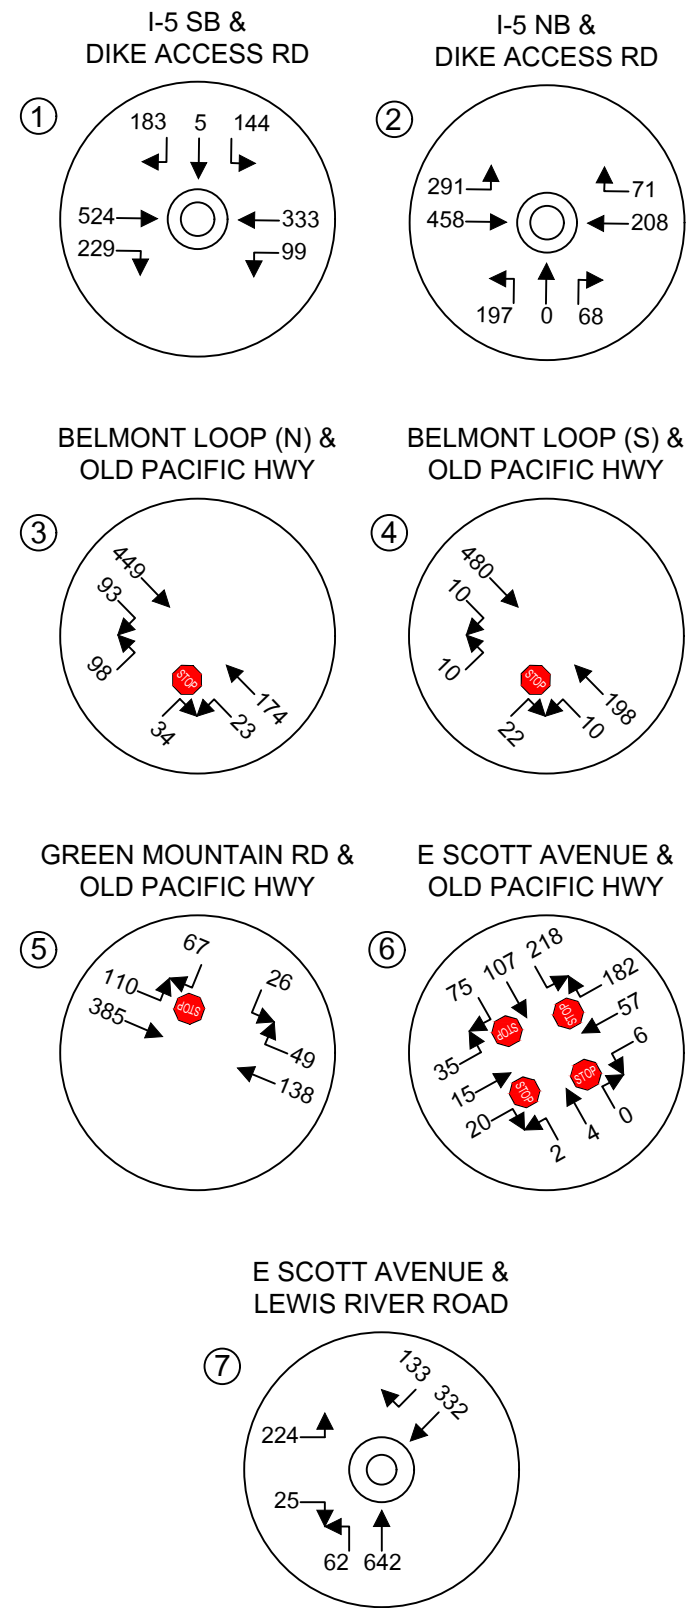 I-5 SB &
DIKE ACCESS RD
1
183 5 144
524 333
229 99
I-5 NB &
DIKE ACCESS RD
2
291 71
458 208
197 0 68
BELMONT LOOP (N) &
OLD PACIFIC HWY
3
449
93
98
STOP
174
34 23
BELMONT LOOP (S) &
OLD PACIFIC HWY
4
480
10
10
STOP
198
22 10
GREEN MOUNTAIN RD &
OLD PACIFIC HWY
5
67
110 26
385 STOP
49
138
E SCOTT AVENUE &
OLD PACIFIC HWY
6
218
107 182
75 57
STOP STOP
6
35
15 STOP STOP
20 0
2 4
E SCOTT AVENUE &
LEWIS RIVER ROAD
7
133
332
224
25
62 642